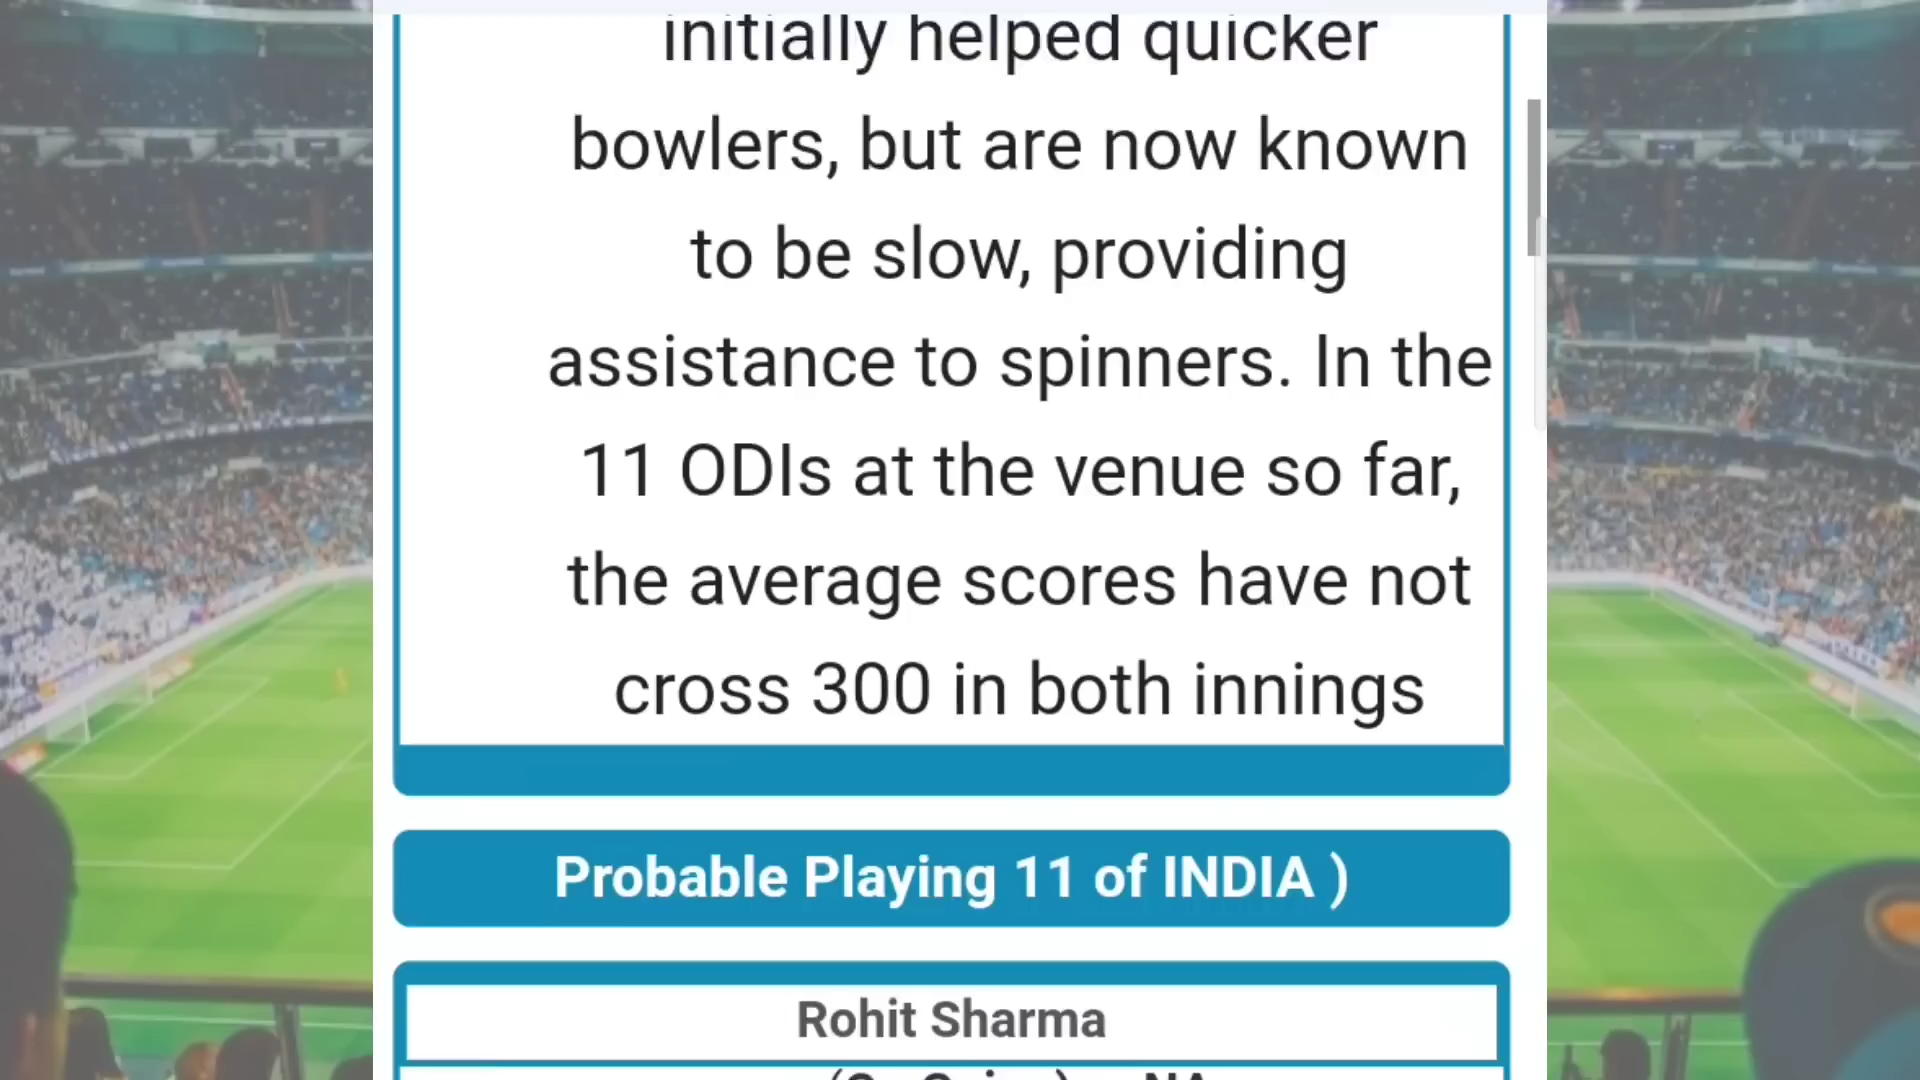 initially helped quicker
bowlers, but are now known
to be slow, providing
assistance to spinners. In the
11 ODIs at the venue so far,
the average scores have not
cross 300 in both innings
Probable Playing 11 of INDIA )
Rohit Sharma